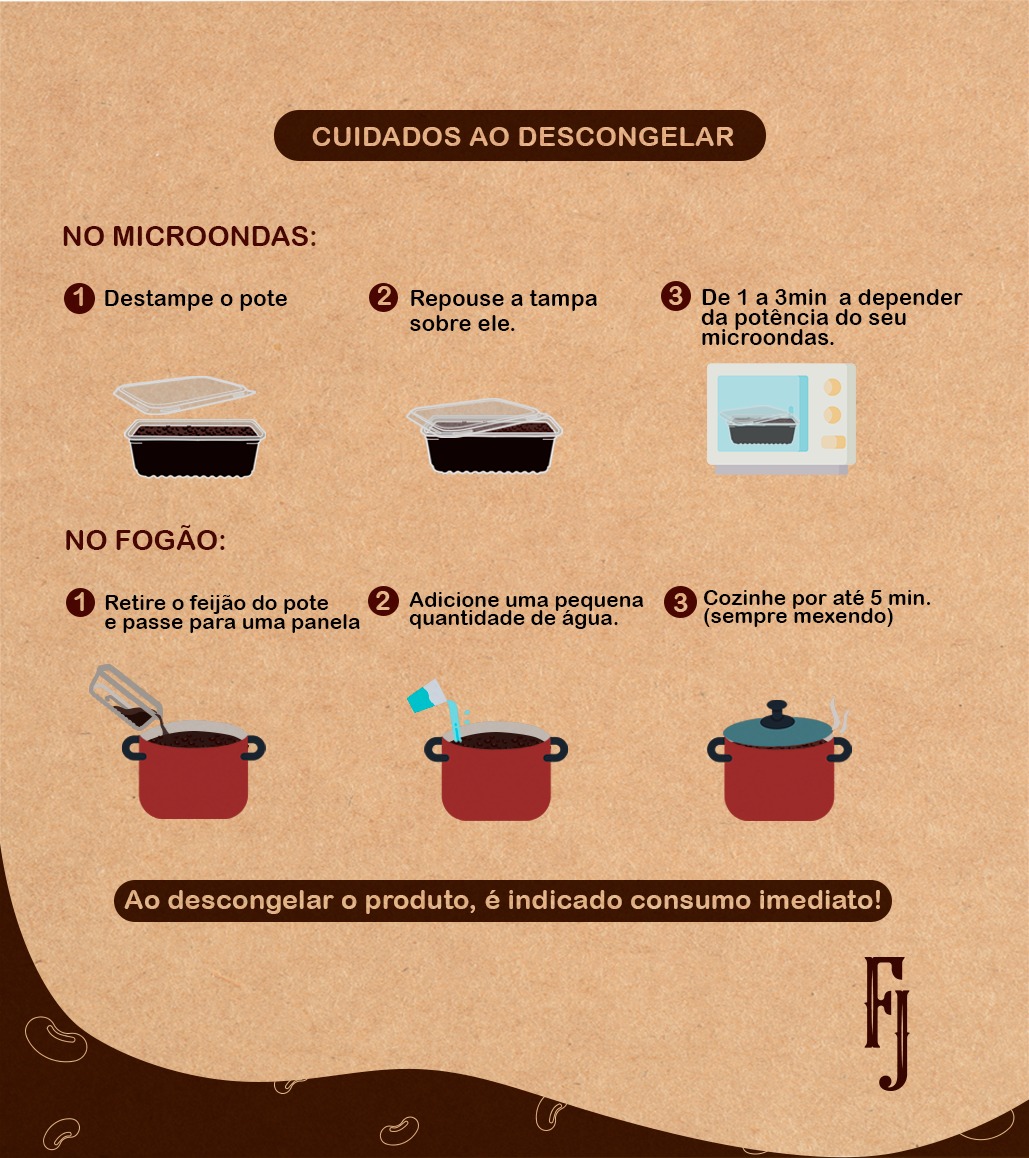 CUIDADOS AO DESCONGELAR
NO MICROONDAS:
1 Destampe o pote
2 Repouse a tampa
sobre ele.
3 De 1 a 3min a depender
da potência do seu
microondas.
NO FOGÃO:
1 Retire o feijão do pote
e passe para uma panela
2 Adicione uma pequena
quantidade de água.
3 Cozinhe por até 5 min.
(sempre mexendo)
Ao descongelar o produto, é indicado consumo imediato!
FJ